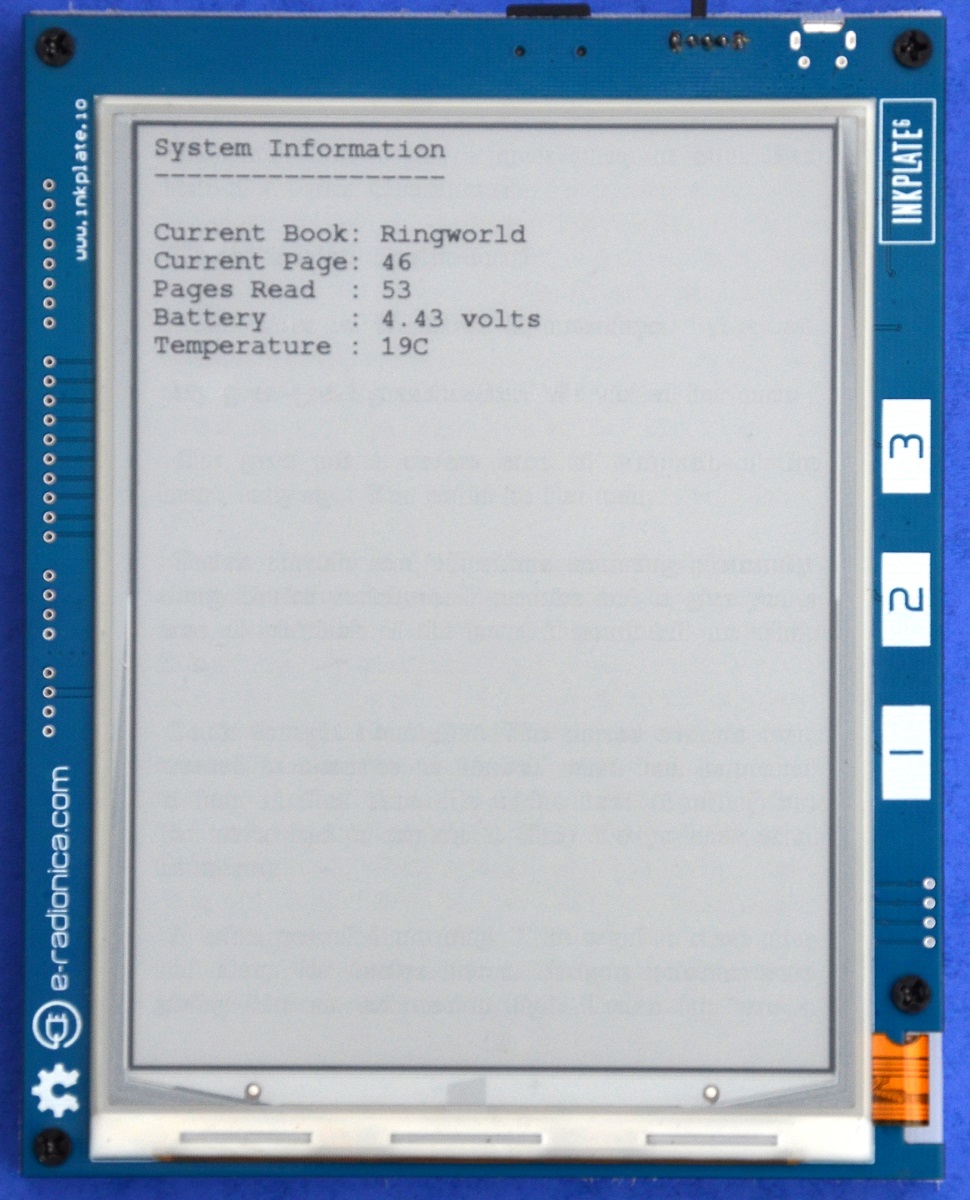 System Information
------------------
Current Book: Ringworld
Current Page: 46
Pages Read  : 53
Battery     : 4.43 volts
Temperature : 19C
www.inkplate.io
INKPLATE6
3
2
1
e-radionica.com